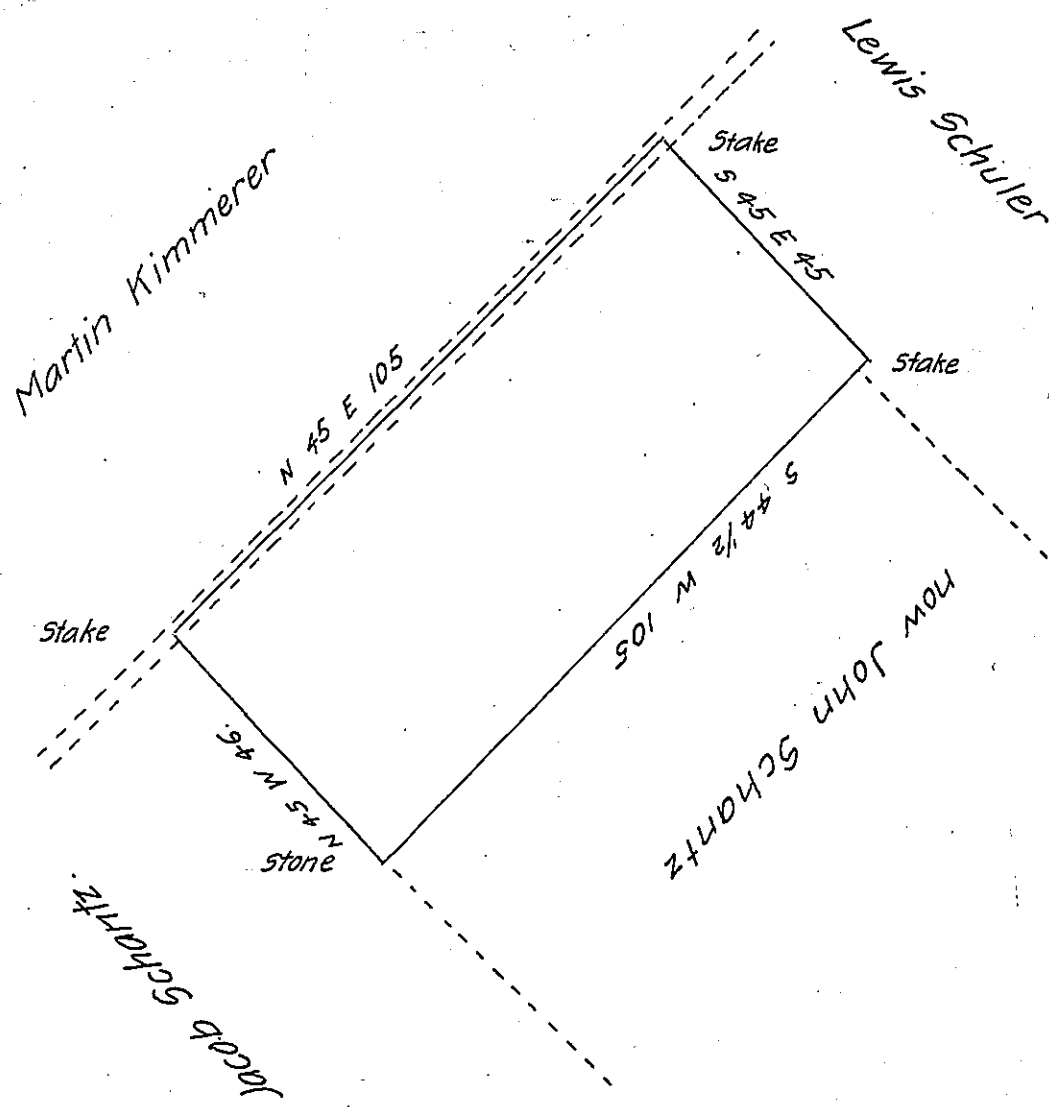 Lewis Schuler
Stake
Martin Kimmerer
S 45 E 45
Stake
N 45 E 105
S 44 1/2 W 105
now John Schantz
Stake
N 45 W 46.
Stone
Jacob Schantz.